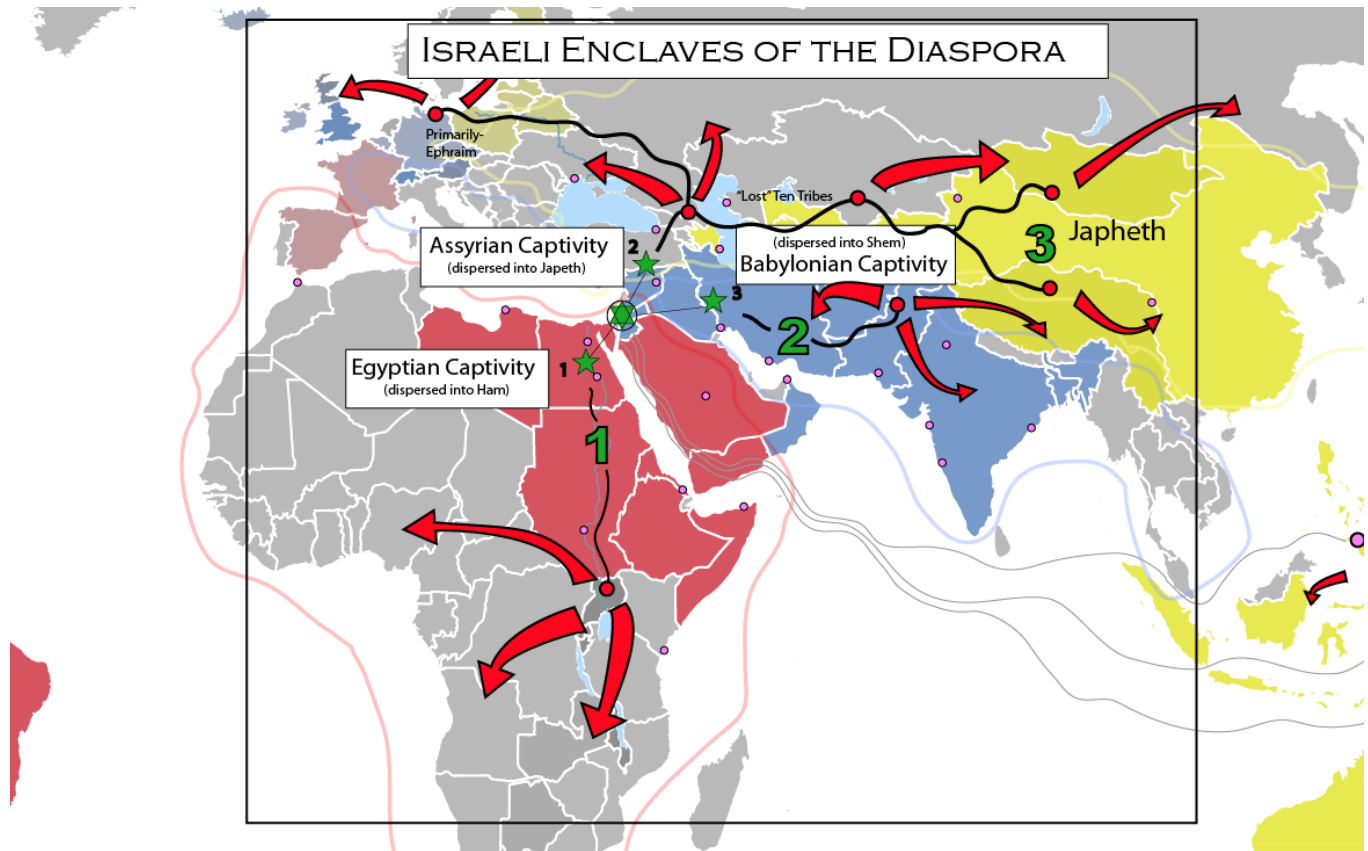 Israeli Enclaves of the Diaspora
Primarily-
Ephraim
"Lost" Ten Tribes
Assyrian Captivity
(dispersed into Japeth)
2
(dispersed into Shem)
Babylonian Captivity
3
Japheth
3
2
Egyptian Captivity
(dispersed into Ham)
1
1